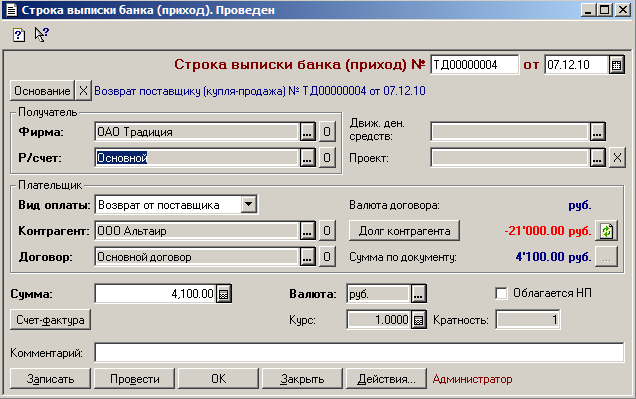 Строка выписки банка (приход). Проведен
Строка выписки банка (приход) № ТД00000004 от 07.12.10
Основание X Возврат поставщику (купля-продажа) № ТД00000004 от 07.12.10
Получатель
Фирма: ОАО Традиция ... О Движ. ден. средств: ...
Р/счет: Основной ... О Проект: ... X
Плательщик
Вид оплаты: Возврат от поставщика Валюта договора: руб.
Контрагент: ООО Альтаир ... О Долг контрагента -21'000.00 руб.
Договор: Основной договор ... О Сумма по документу: 4'100.00 руб. ...
Сумма: 4,100.00 Валюта: руб. ... Облагается НП
Счет-фактура Курс: 1.0000 Кратность: 1
Комментарий:
Записать Провести OK Закрыть Действия... Администратор